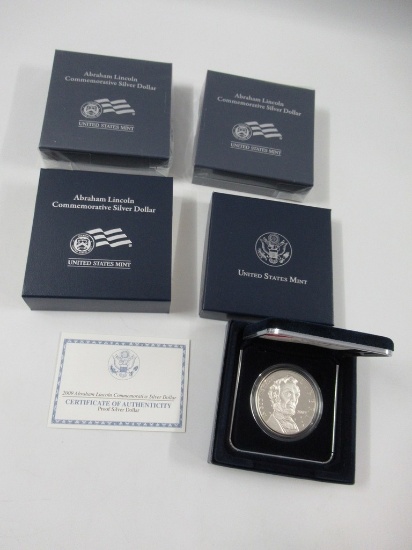 Abraham Lincoln
Commemorative Silver Dollar
UNITED STATES MINT
Abraham Lincoln
Commemorative Silver Dollar
UNITED STATES MINT
Abraham Lincoln
Commemorative Silver Dollar
UNITED STATES MINT
UNITED STATES MINT
2009 Abraham Lincoln Commemorative Silver Dollar
CERTIFICATE OF AUTHENTICITY
Proof Silver Dollar